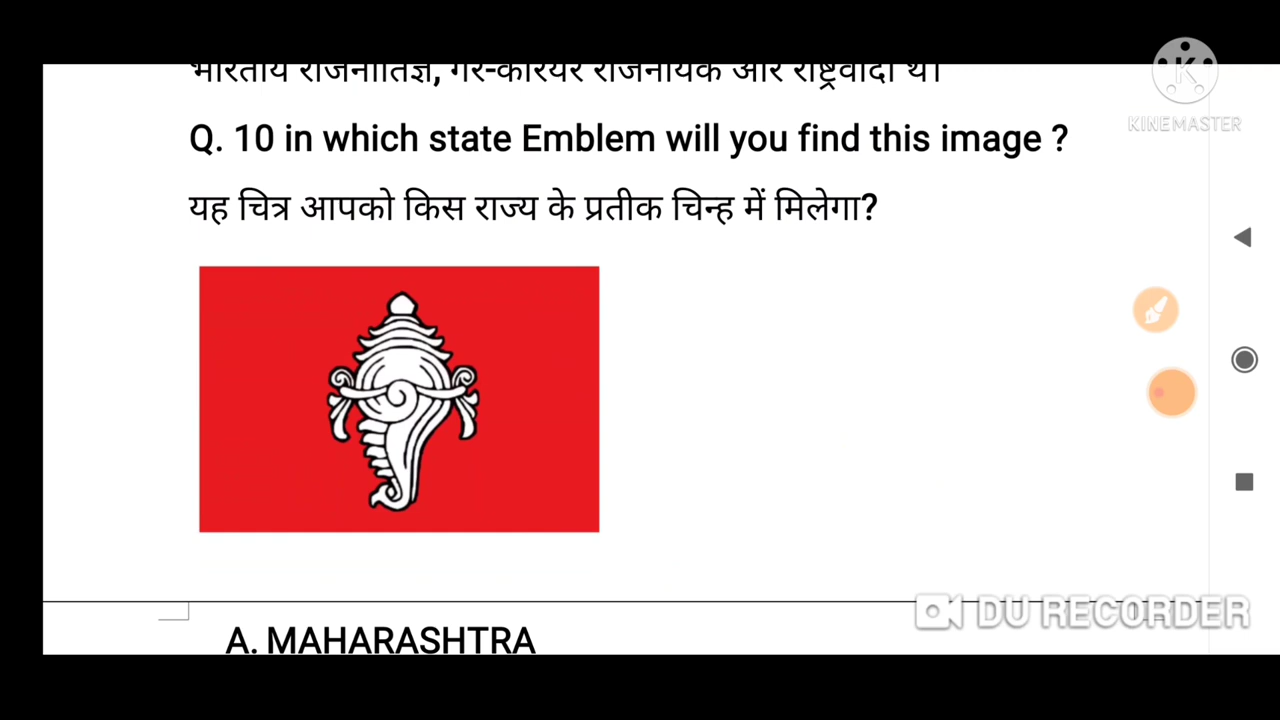 भारतीय राजनीतिज्ञ, गैर-करियर राजनयिक और राष्ट्रवादी थे।
KINEMASTER
Q. 10 in which state Emblem will you find this image ?
यह चित्र आपको किस राज्य के प्रतीक चिन्ह में मिलेगा?
DU RECORDER
A. MAHARASHTRA